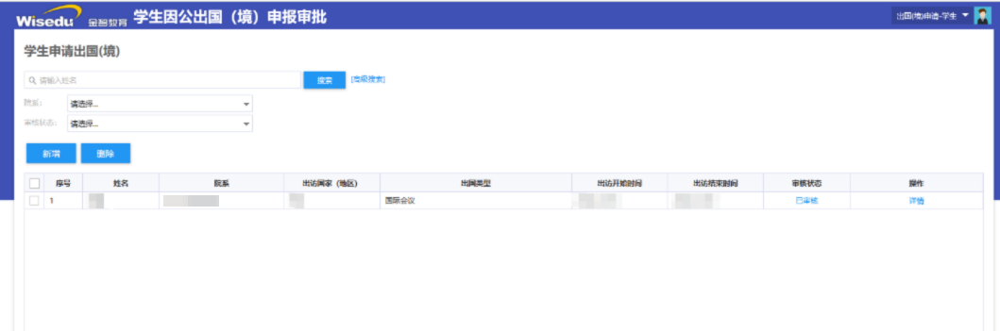 Wisedu 金智教育 学生因公出国（境）申报审批 出国(境)申请-学生
学生申请出国(境)
请输入姓名 搜索 [高级搜索]
院系: 请选择...
审核状态: 请选择...
新增 删除
序号 姓名 院系 出访国家（地区） 出国类型 出访开始时间 出访结束时间 审核状态 操作
1 国际会议 已审核 详情